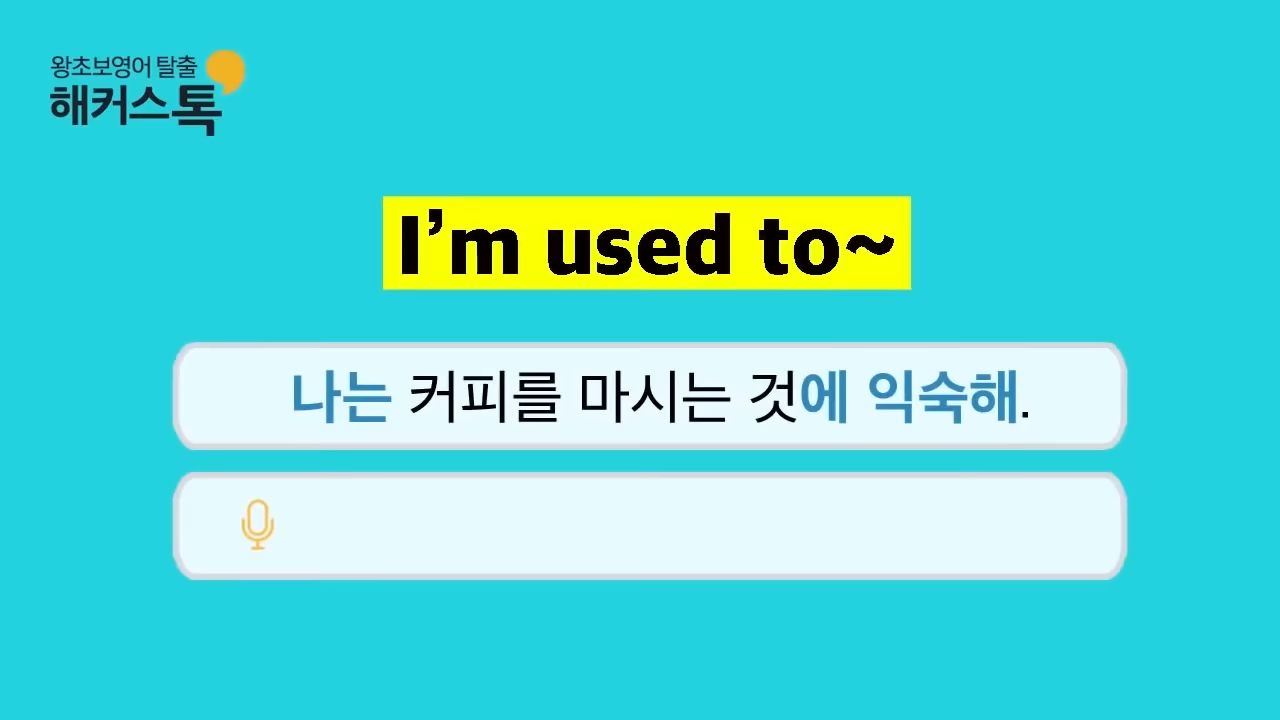 왕초보영어 탈출
해커스톡
I'm used to~
나는 커피를 마시는 것에 익숙해.